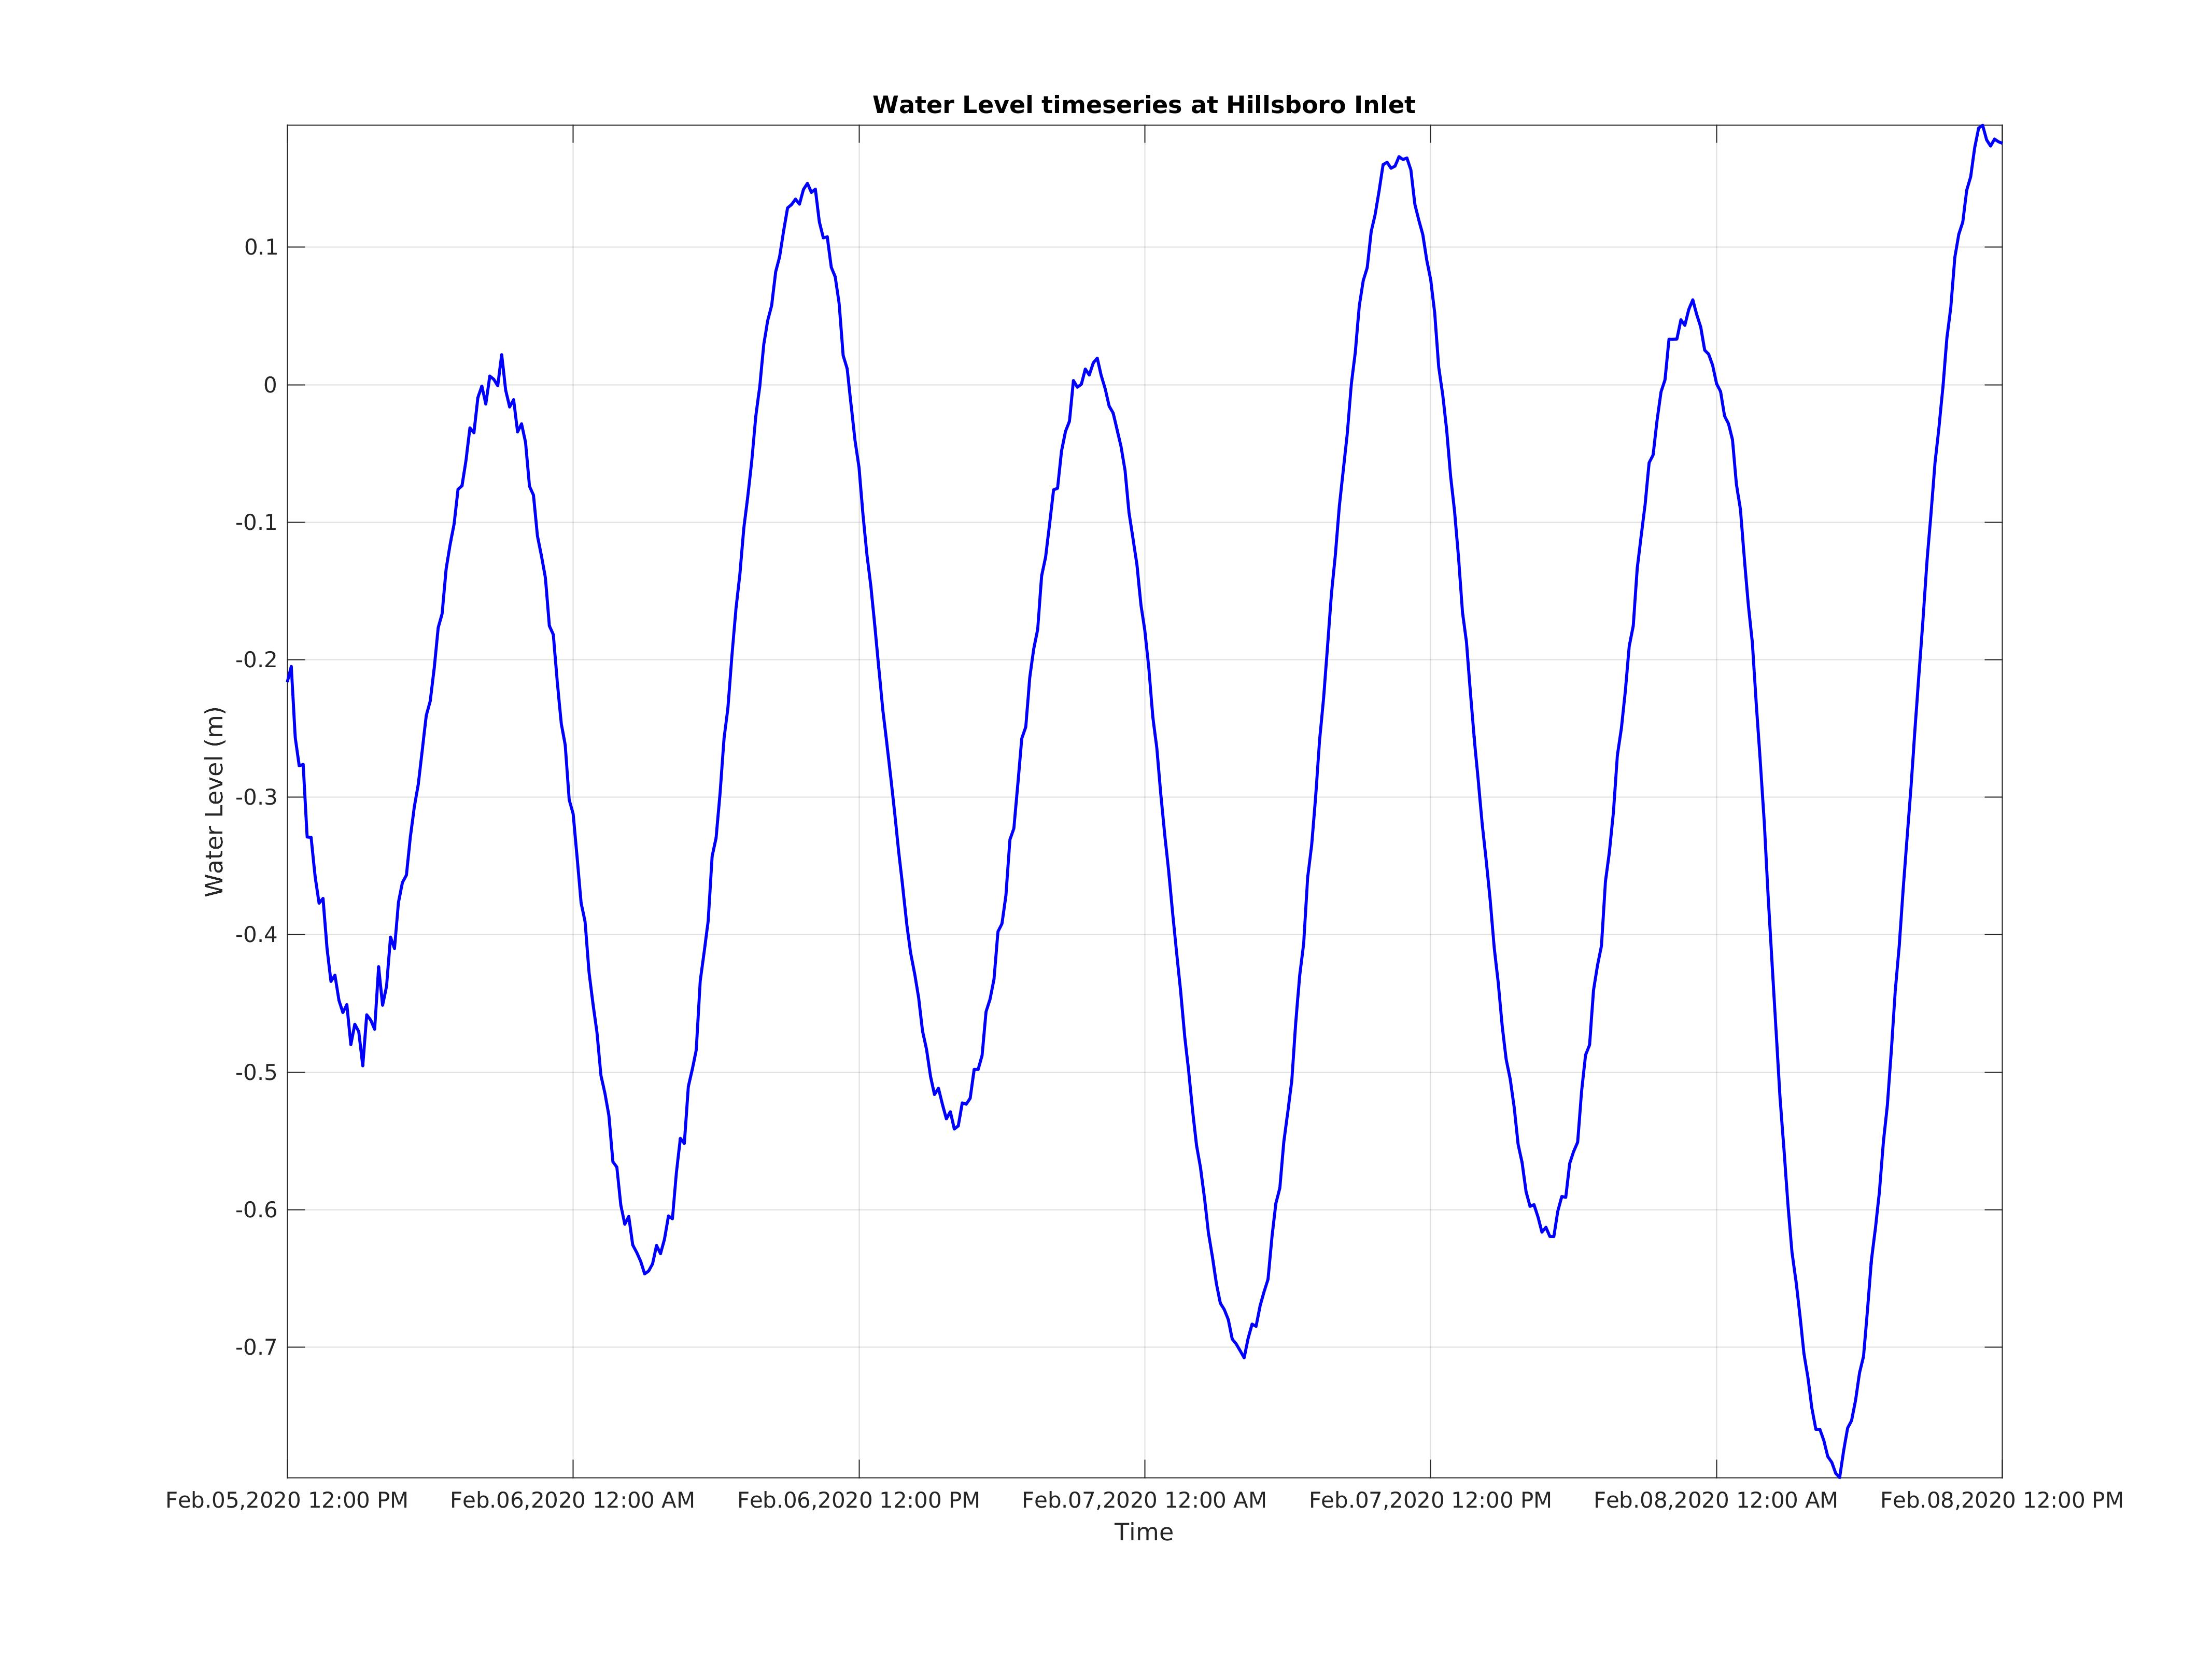 Water Level timeseries at Hillsboro Inlet
0.1
0
-0.1
-0.2
-0.3
-0.4
-0.5
-0.6
-0.7
Water Level (m)
Feb.05,2020 12:00 PM Feb.06,2020 12:00 AM Feb.06,2020 12:00 PM Feb.07,2020 12:00 AM Feb.07,2020 12:00 PM Feb.08,2020 12:00 AM Feb.08,2020 12:00 PM
Time